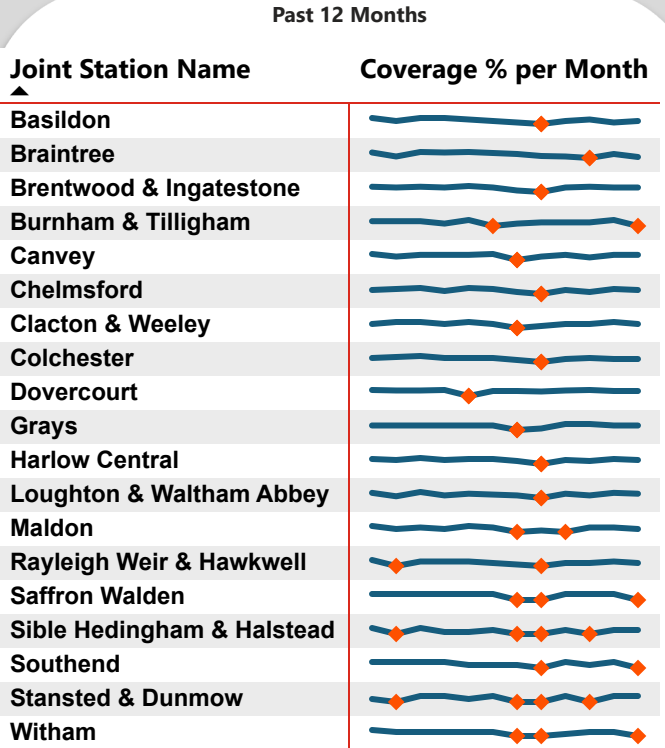 Past 12 Months
Joint Station Name Coverage % per Month
Basildon
Braintree
Brentwood & Ingatestone
Burnham & Tilligham
Canvey
Chelmsford
Clacton & Weeley
Colchester
Dovercourt
Grays
Harlow Central
Loughton & Waltham Abbey
Maldon
Rayleigh Weir & Hawkwell
Saffron Walden
Sible Hedingham & Halstead
Southend
Stansted & Dunmow
Witham